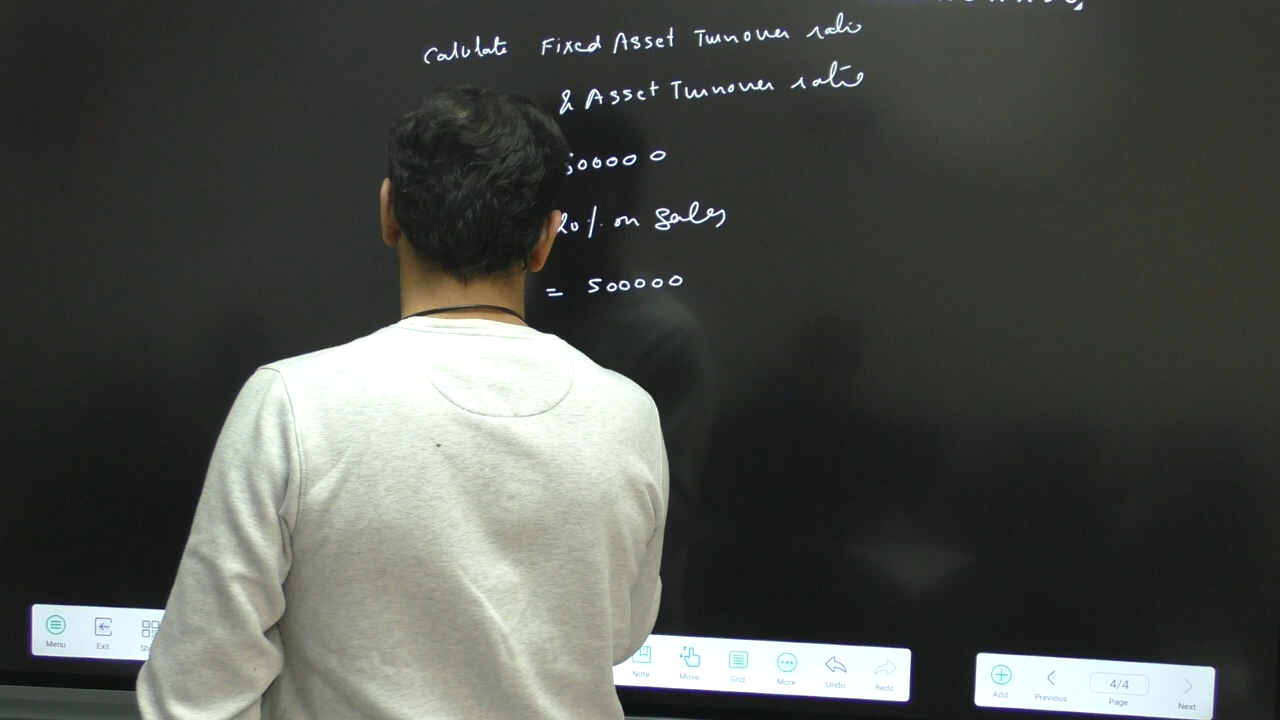 Calculate Fixed Asset Turnover ratio
& Asset Turnover ratio
00000
20% on Sales
= 500000
Menu
Exit
Note
Move
Grid
More
Undo
Redo
Add
Previous
4/4
Page
Next